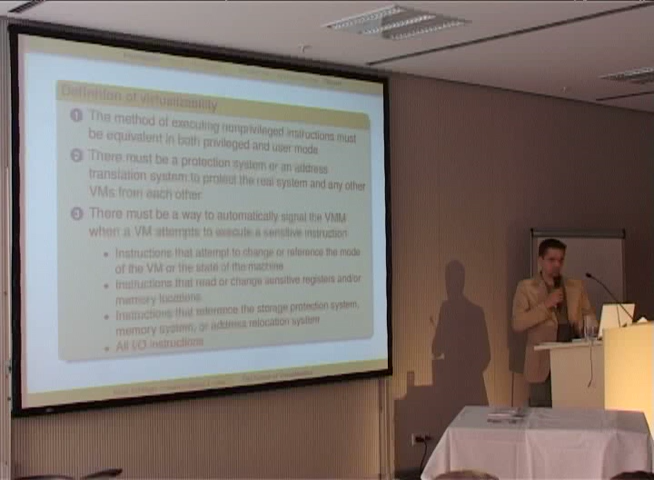 Definition of virtualizability
1 The method of executing nonprivileged instructions must
be equivalent in both privileged and user mode.
2 There must be a protection system or an address
translation system to protect the real system and any other
VMs from each other.
3 There must be a way to automatically signal the VMM
when a VM attempts to execute a sensitive instruction.
• Instructions that attempt to change or reference the mode
of the VM or the state of the machine.
• Instructions that read or change sensitive registers and/or
memory locations.
• Instructions that reference the storage protection system,
memory system, or address relocation system.
• All I/O instructions.